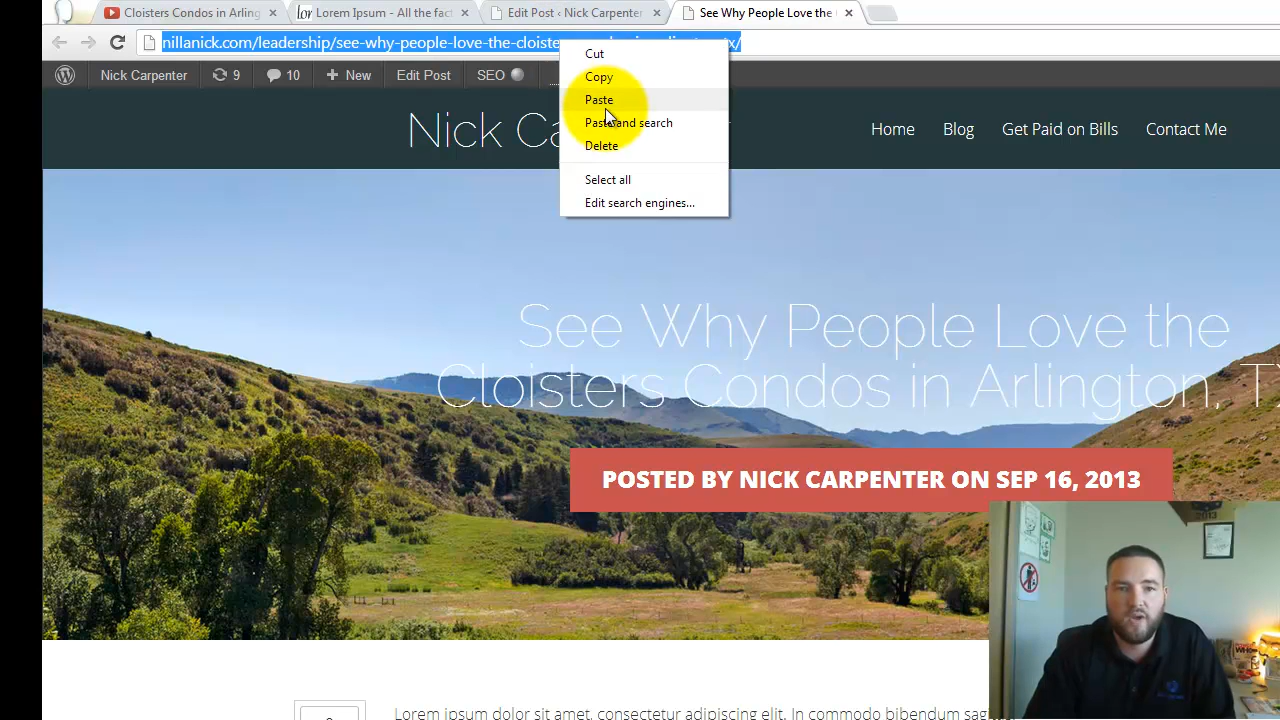 Cloisters Condos in Arling
Lorem Ipsum - All the fact
Edit Post ‹ Nick Carpenter
See Why People Love the
nillanick.com/leadership/see-why-people-love-the-cloiste
Cut
Copy
Paste
Paste and search
Delete
Select all
Edit search engines...
Nick Carpenter
9
10
New
Edit Post
SEO
Nick Ca
Home
Blog
Get Paid on Bills
Contact Me
See Why People Love the
Cloisters Condos in Arlington, TX
POSTED BY NICK CARPENTER ON SEP 16, 2013
2013
Lorem ipsum dolor sit amet, consectetur adipiscing elit. In commodo bibendum sag